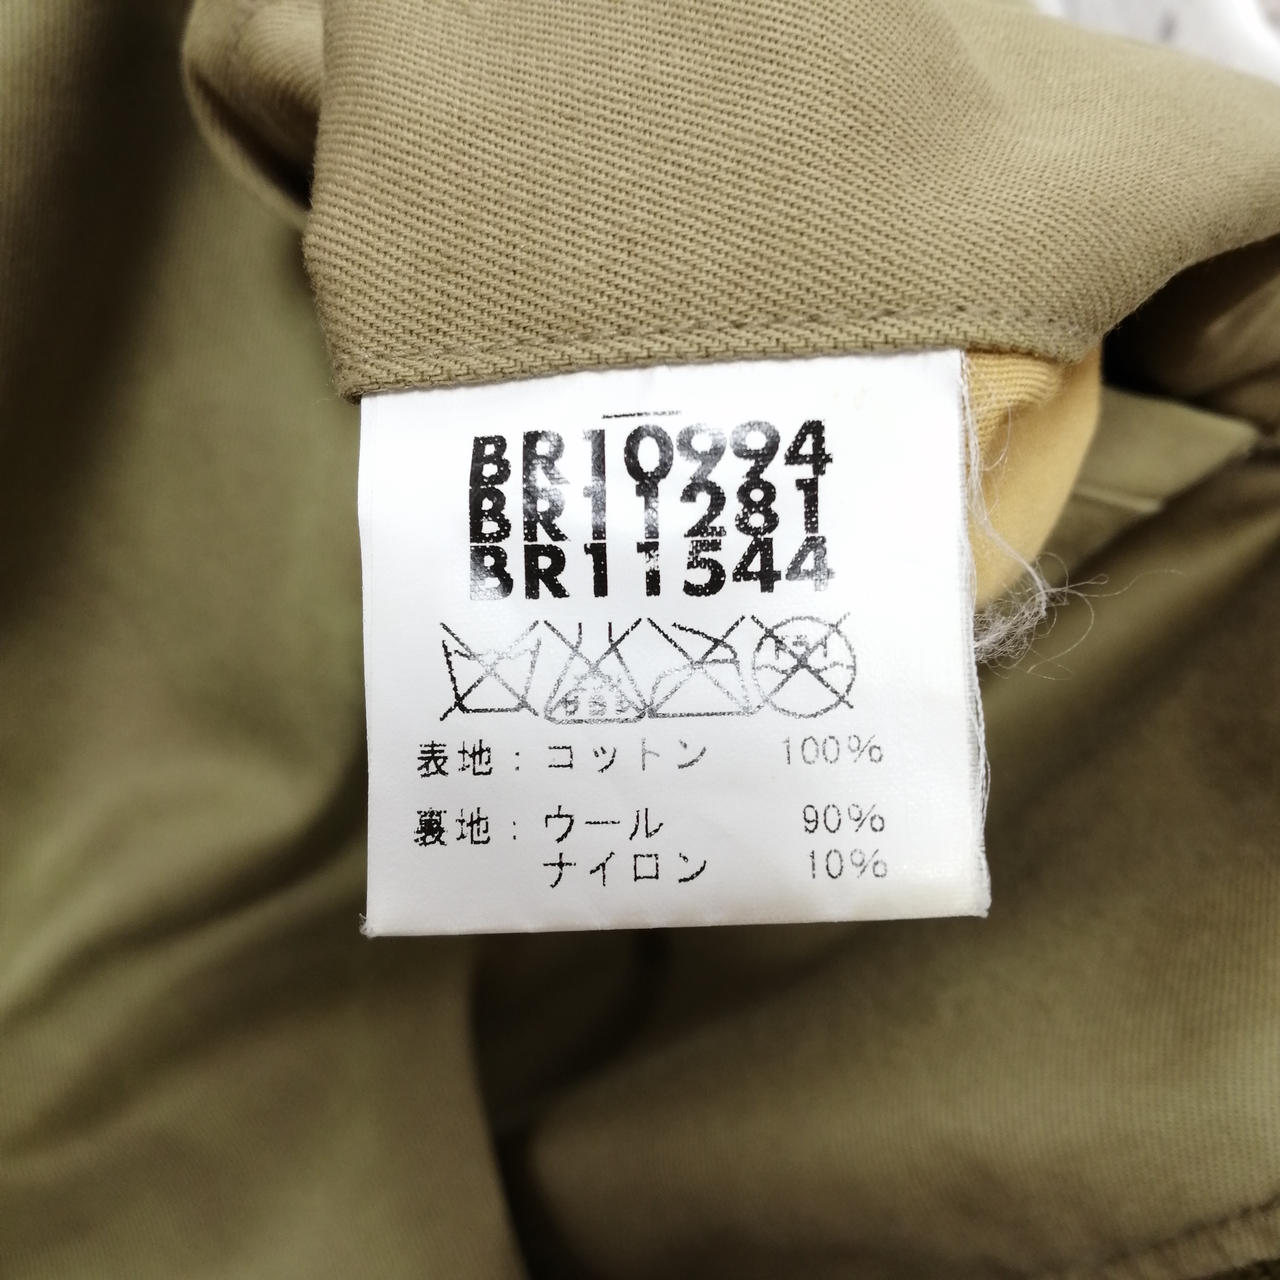 BR10994
BR11281
BR11544
表地：コットン 100%
裏地：ウール 90%
ナイロン 10%